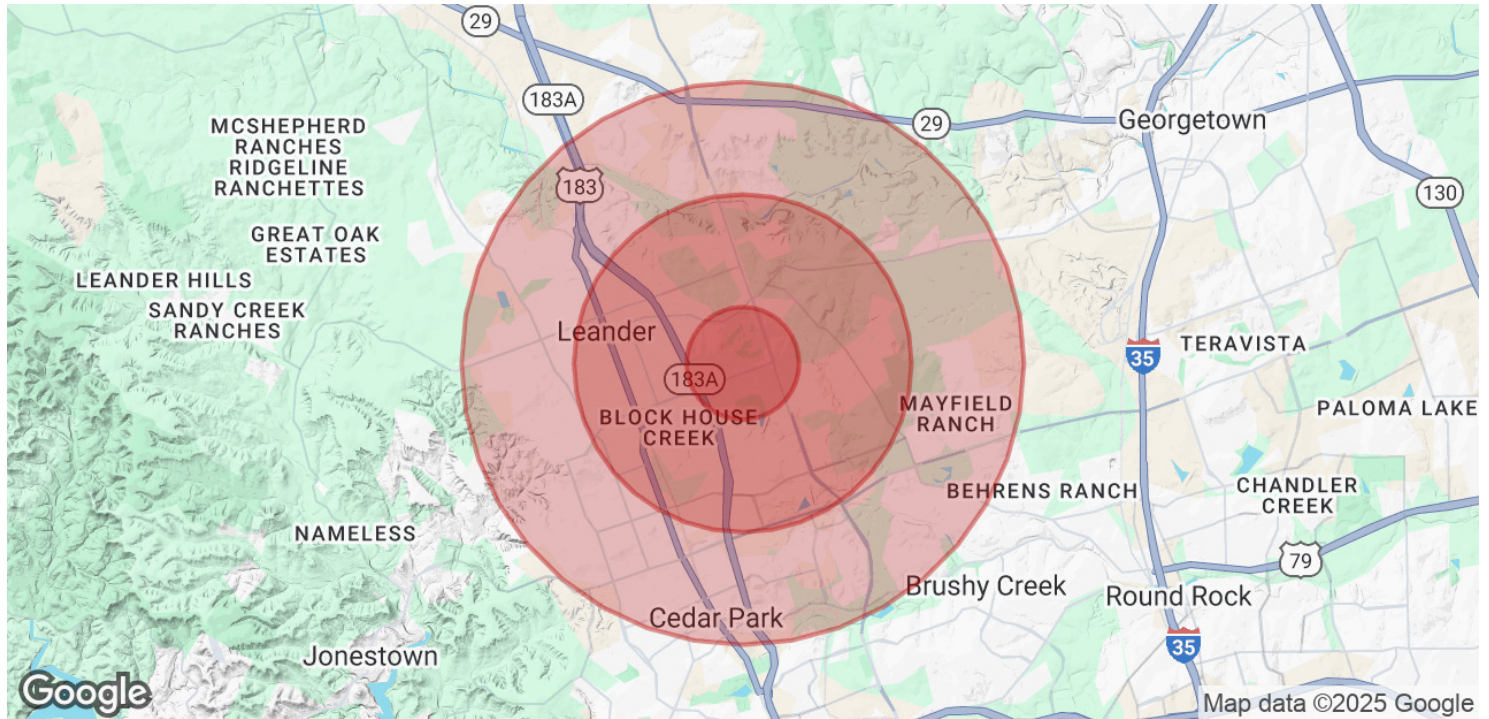 29
183A
MCSHEPHERD
RANCHES
RIDGELINE
RANCHETTES
29
Georgetown
183
130
GREAT OAK
ESTATES
LEANDER HILLS
SANDY CREEK
RANCHES
Leander
35
TERAVISTA
183A
BLOCK HOUSE
CREEK
MAYFIELD
RANCH
PALOMA LAKE
BEHRENS RANCH
CHANDLER
CREEK
NAMELESS
79
Brushy Creek
Round Rock
Cedar Park
35
Jonestown
Google
Map data ©2025 Google